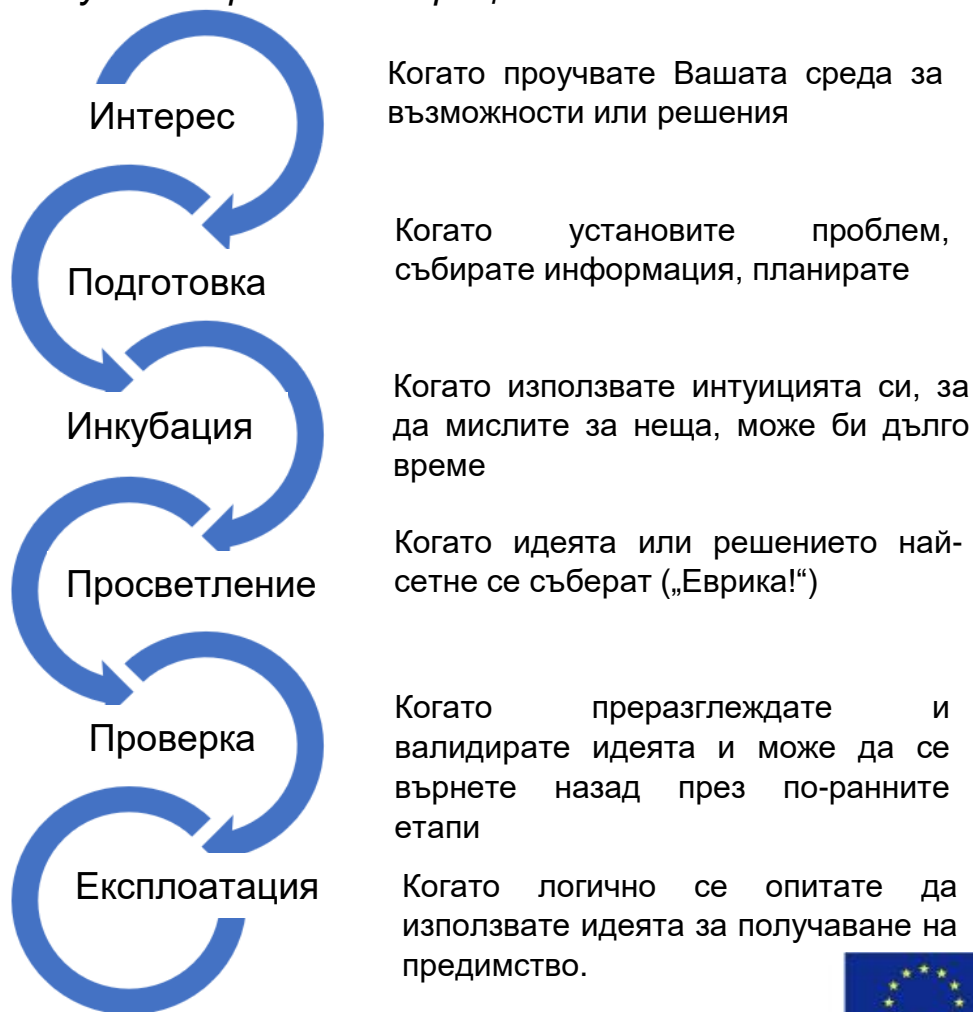 Интерес
Когато проучвате Вашата среда за
възможности или решения
Подготовка
Когато установите проблем,
събирате информация, планирате
Инкубация
Когато използвате интуицията си, за
да мислите за неща, може би дълго
време
Просветление
Когато идеята или решението най-
сетне се съберат („Еврика!“)
Проверка
Когато преразглеждате и
валидирате идеята и може да се
върнете назад през по-ранните
етапи
Експлоатация
Когато логично се опитате да
използвате идеята за получаване на
предимство.